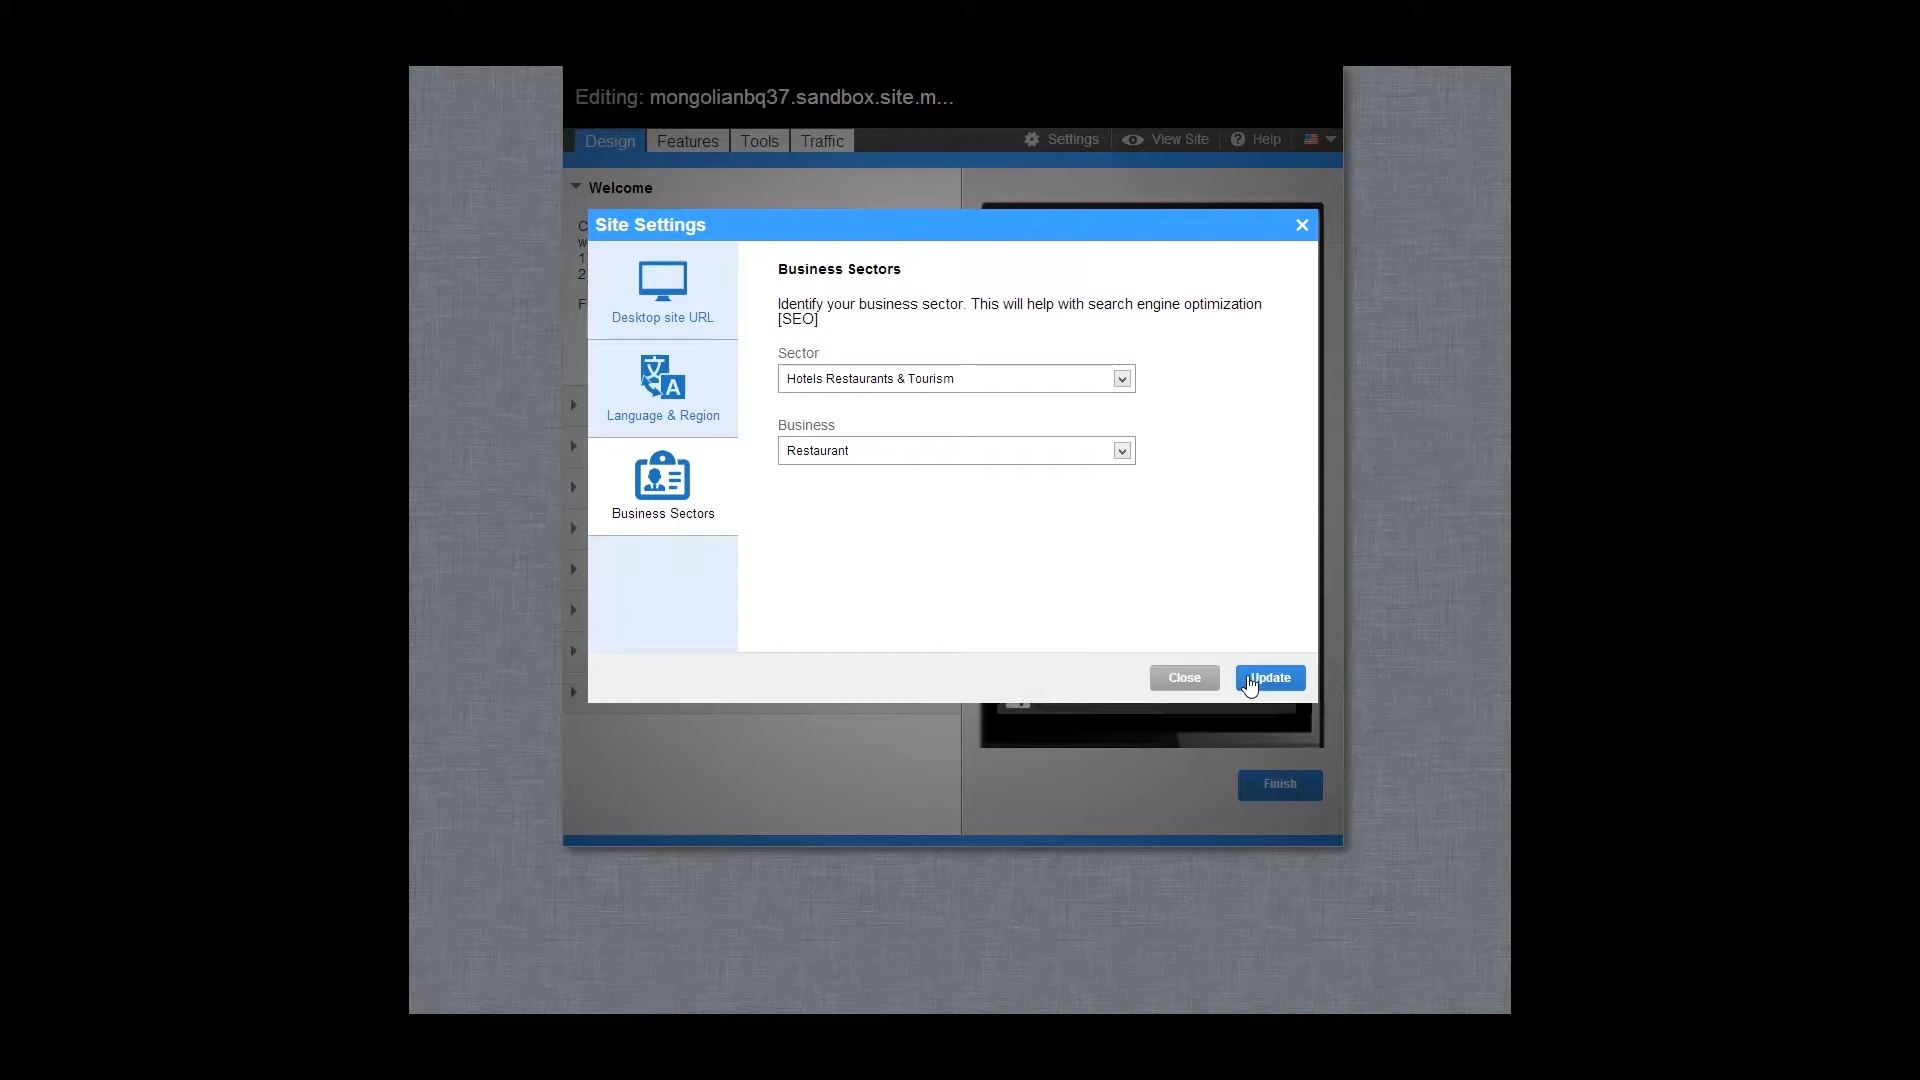 Editing: mongolianbq37.sandbox.site.m...
Design Features Tools Traffic Settings View Site Help
Welcome
C
w
1
2
F
Site Settings
Desktop site URL
Language & Region
Business Sectors
Business Sectors
Identify your business sector. This will help with search engine optimization
[SEO]
Sector
Hotels Restaurants & Tourism
Business
Restaurant
Close Update
Finish